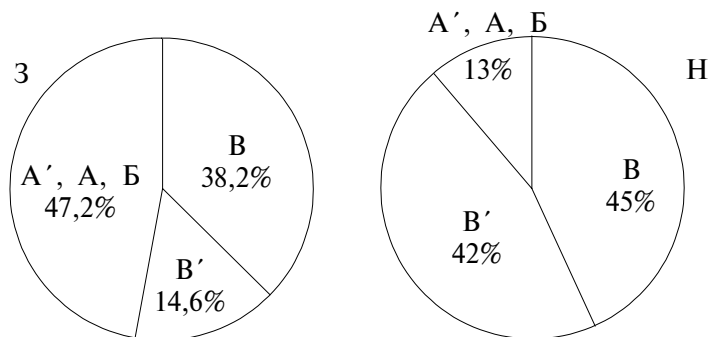 З
А′, А, Б
47,2%
В
38,2%
В′
14,6%
А′, А, Б
13%
Н
В
45%
В′
42%